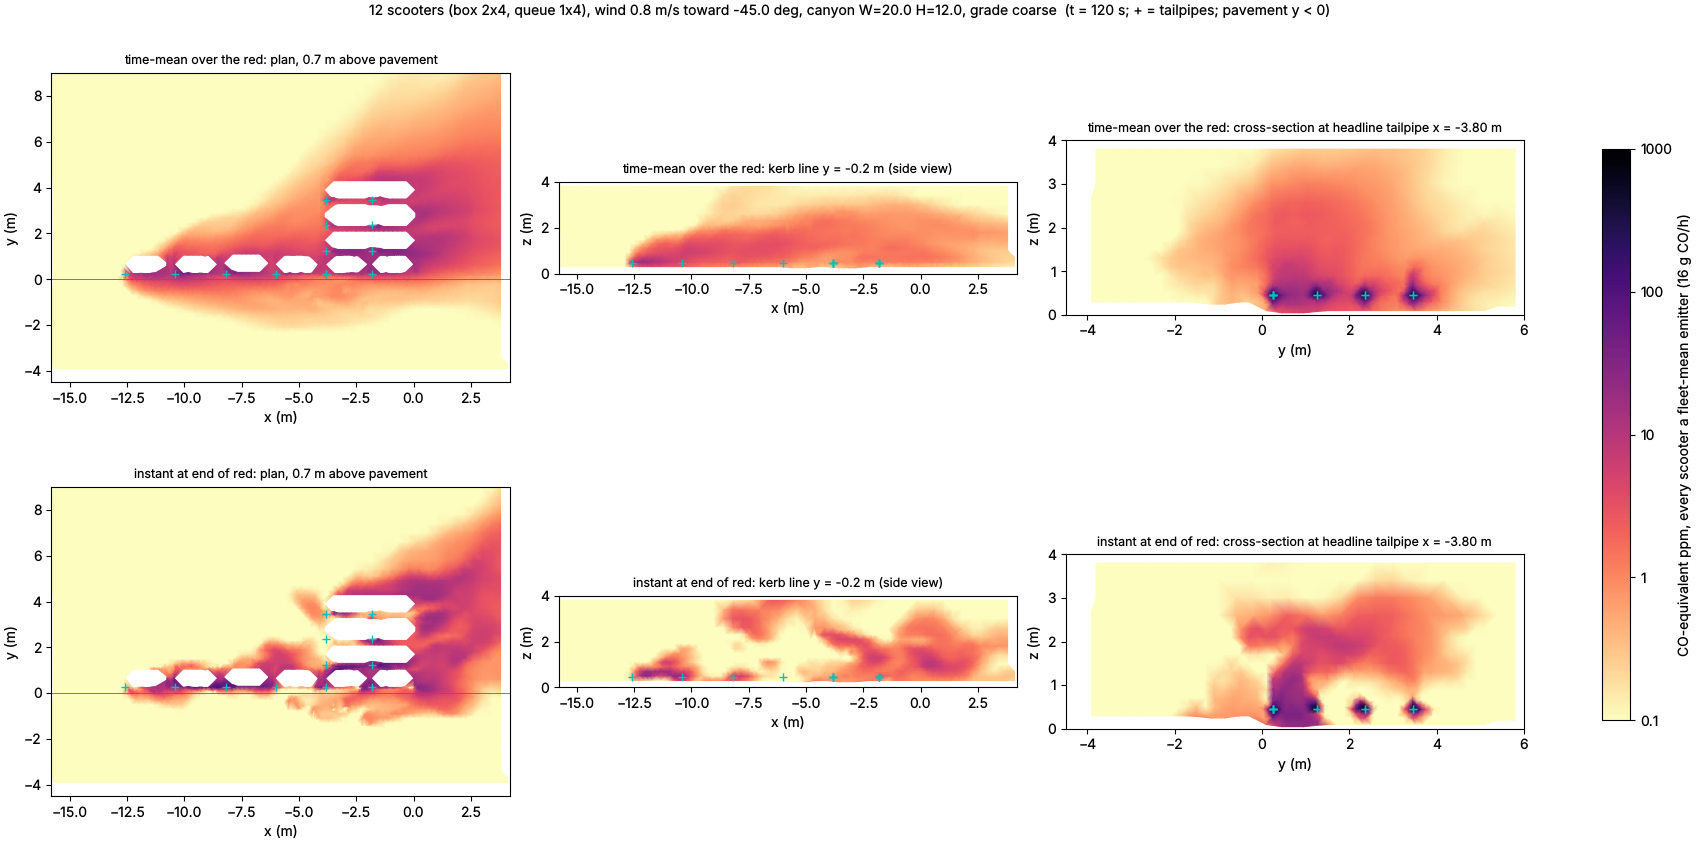 12 scooters (box 2x4, queue 1x4), wind 0.8 m/s toward -45.0 deg, canyon W=20.0 H=12.0, grade coarse  (t = 120 s; + = tailpipes; pavement y < 0)
time-mean over the red: plan, 0.7 m above pavement
8
6
4
2
0
−2
−4
y (m)
−15.0 −12.5 −10.0 −7.5 −5.0 −2.5 0.0 2.5
x (m)
time-mean over the red: kerb line y = -0.2 m (side view)
4
2
0
z (m)
−15.0 −12.5 −10.0 −7.5 −5.0 −2.5 0.0 2.5
x (m)
time-mean over the red: cross-section at headline tailpipe x = -3.80 m
4
3
2
1
0
z (m)
−4 −2 0 2 4 6
y (m)
instant at end of red: plan, 0.7 m above pavement
8
6
4
2
0
−2
−4
y (m)
−15.0 −12.5 −10.0 −7.5 −5.0 −2.5 0.0 2.5
x (m)
instant at end of red: kerb line y = -0.2 m (side view)
4
2
0
z (m)
−15.0 −12.5 −10.0 −7.5 −5.0 −2.5 0.0 2.5
x (m)
instant at end of red: cross-section at headline tailpipe x = -3.80 m
4
3
2
1
0
z (m)
−4 −2 0 2 4 6
y (m)
1000
100
10
1
0.1
CO-equivalent ppm, every scooter a fleet-mean emitter (16 g CO/h)